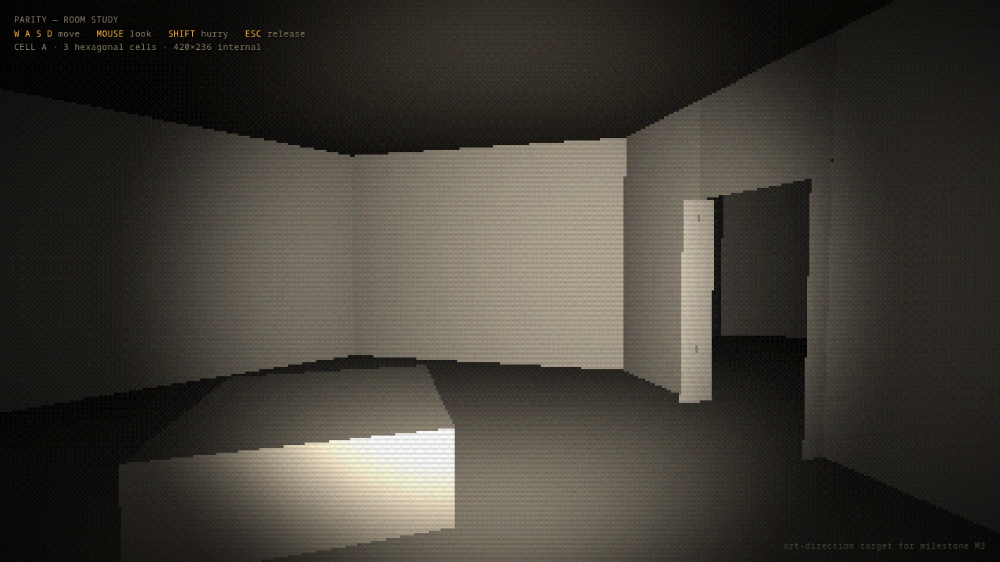 PARITY — ROOM STUDY
W A S D move MOUSE look SHIFT hurry ESC release
CELL A · 3 hexagonal cells · 420×236 internal
art-direction target for milestone M3